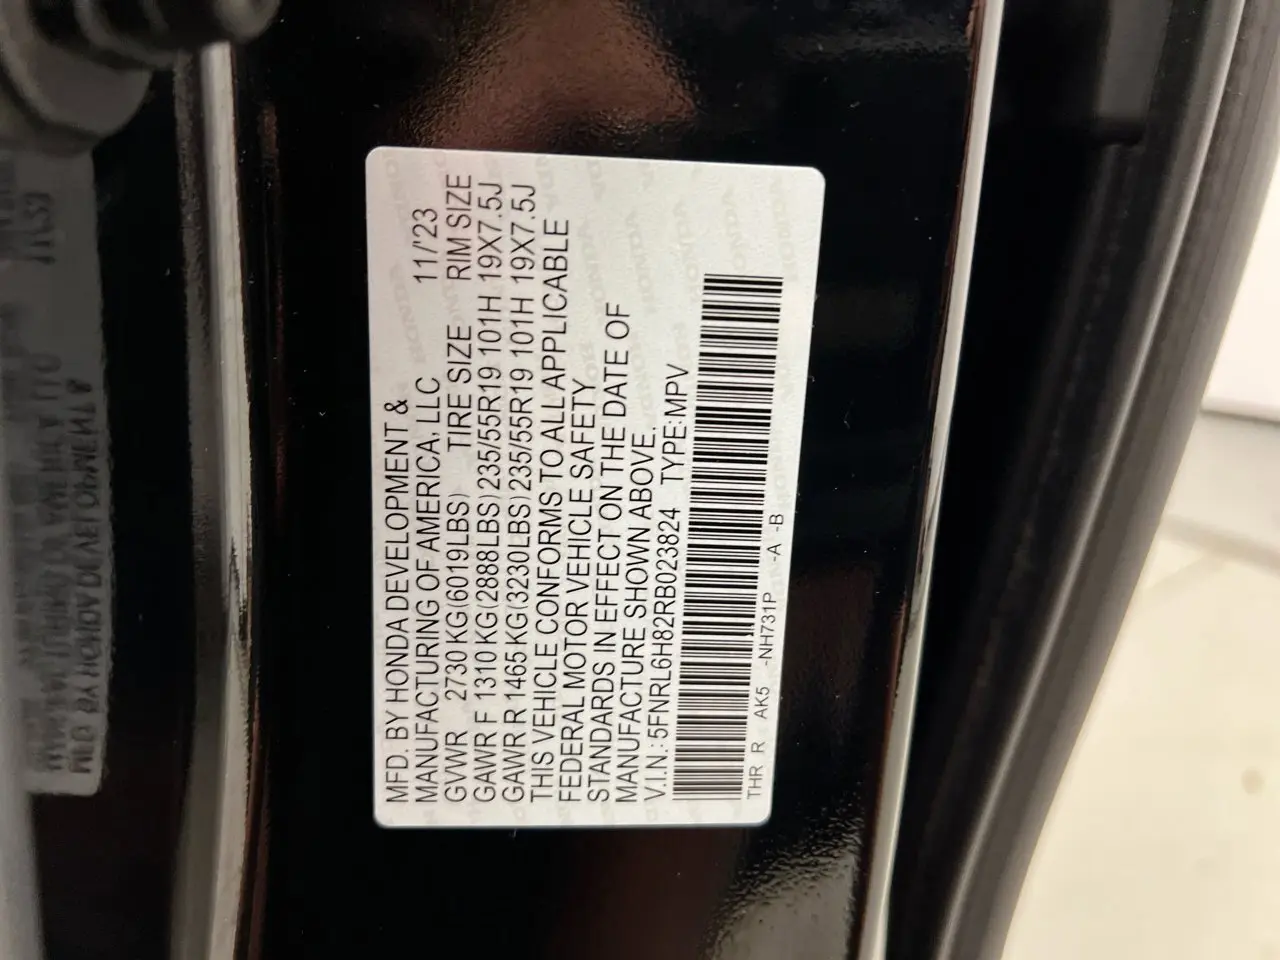 MFD. BY HONDA DEVELOPMENT &
MANUFACTURING OF AMERICA, LLC 11/'23
GVWR 2730 KG(6019LBS) TIRE SIZE RIM SIZE
GAWR F 1310 KG(2888LBS) 235/55R19 101H 19X7.5J
GAWR R 1465 KG(3230LBS) 235/55R19 101H 19X7.5J
THIS VEHICLE CONFORMS TO ALL APPLICABLE
FEDERAL MOTOR VEHICLE SAFETY
STANDARDS IN EFFECT ON THE DATE OF
MANUFACTURE SHOWN ABOVE.
V.I.N.: 5FNRL6H82RB023824 TYPE:MPV
THR R AK5 -NH731P -A -B